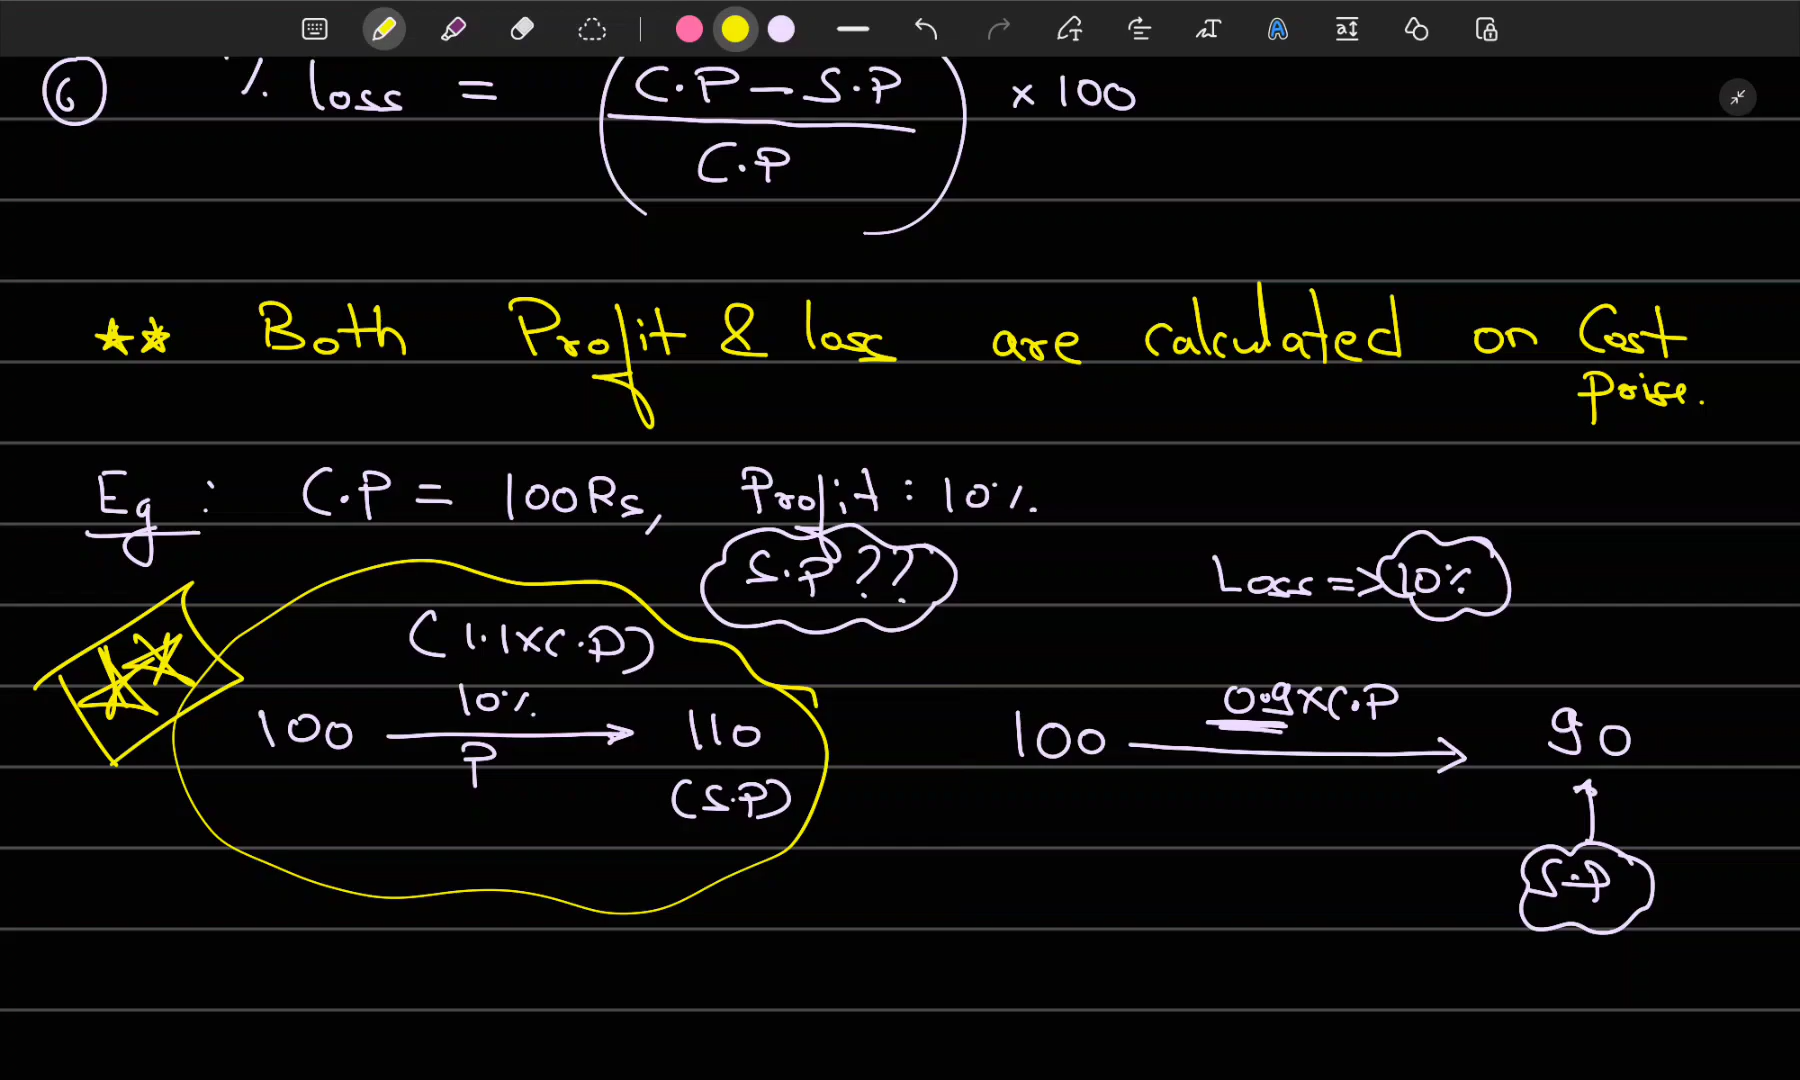 ⑥ % loss = (C.P - S.P / C.P) × 100
** Both Profit & loss are calculated on Cost
Price.
Eg : C.P = 100Rs, Profit : 10%.
S.P??
Loss => 10%
(1.1×C.P)
100 10% P → 110
(S.P)
100 0.9×C.P → 90
S.P